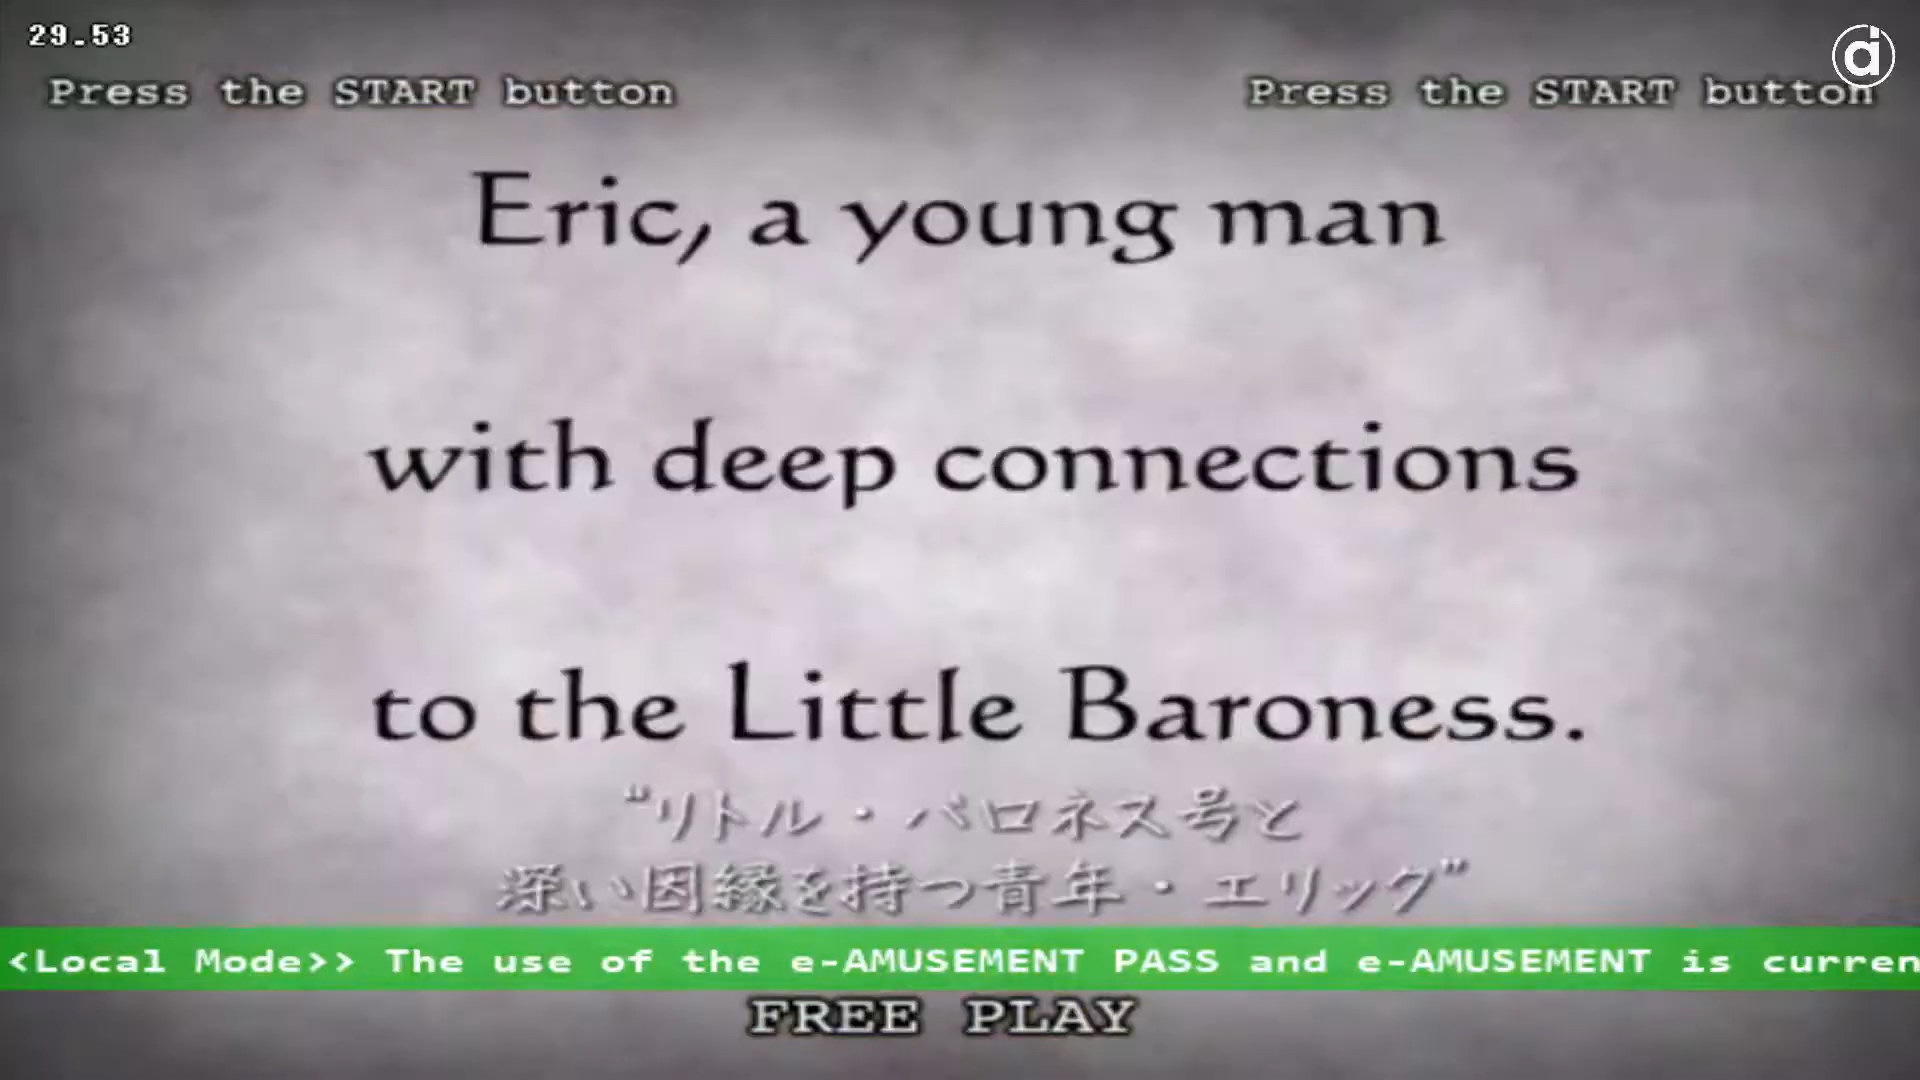 29.53
Press the START button
Press the START button
Eric, a young man
with deep connections
to the Little Baroness.
“リトル・バロネス号と
深い因縁を持つ青年・エリック”
<Local Mode>> The use of the e-AMUSEMENT PASS and e-AMUSEMENT is curren
FREE PLAY